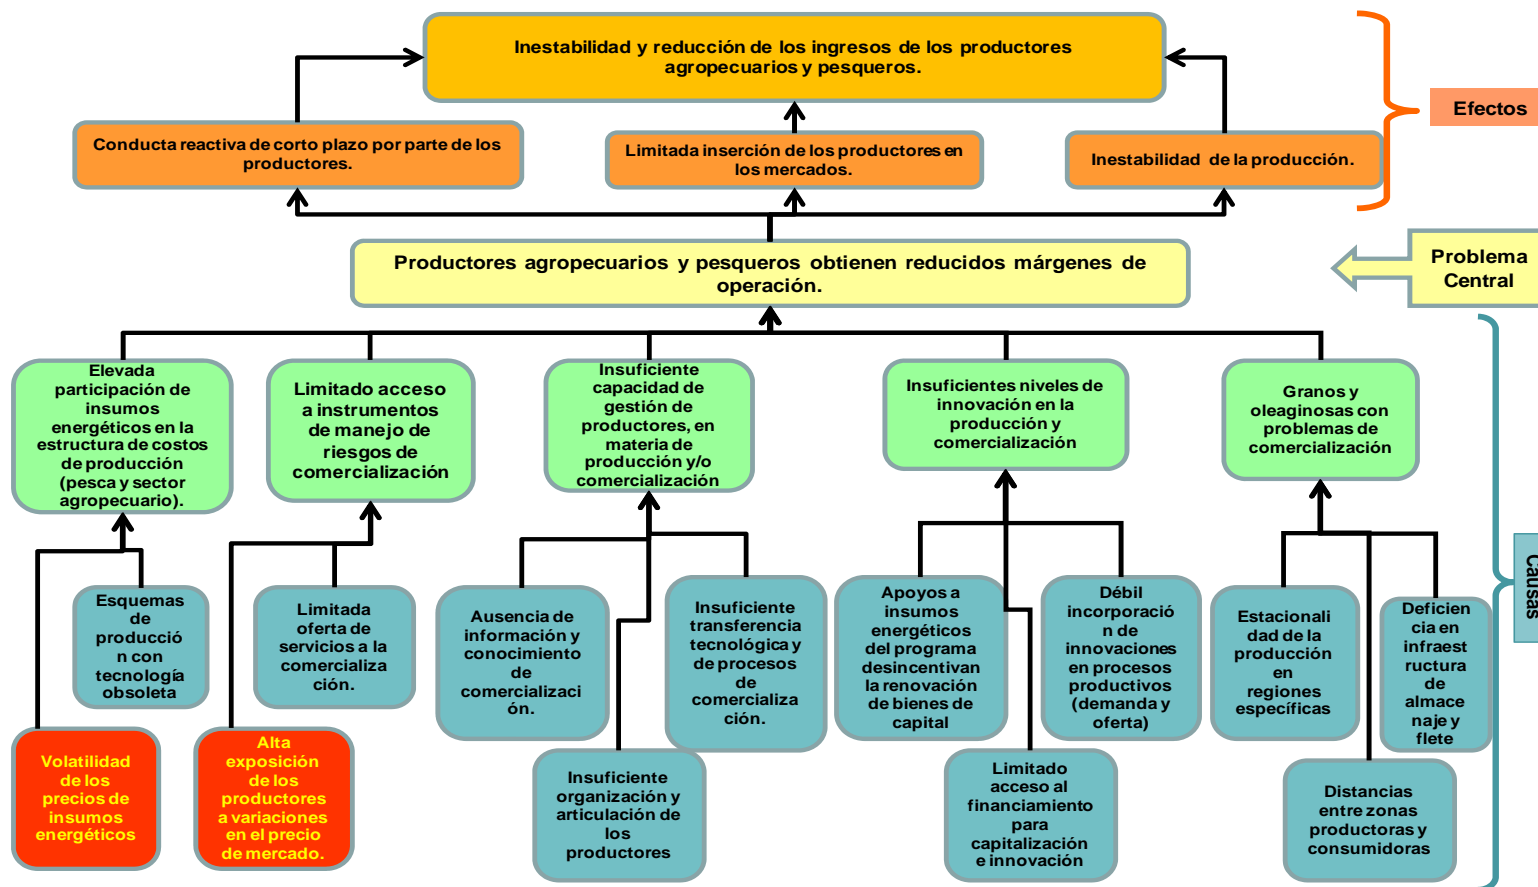 Inestabilidad y reducción de los ingresos de los productores
agropecuarios y pesqueros.
Efectos
Conducta reactiva de corto plazo por parte de los
productores.
Limitada inserción de los productores en
los mercados.
Inestabilidad de la producción.
Productores agropecuarios y pesqueros obtienen reducidos márgenes de
operación.
Problema
Central
Elevada
participación de
insumos
energéticos en la
estructura de costos
de producción
(pesca y sector
agropecuario).
Limitado acceso
a instrumentos
de manejo de
riesgos de
comercialización
Insuficiente
capacidad de
gestión de
productores, en
materia de
producción y/o
comercialización
Insuficientes niveles de
innovación en la
producción y
comercialización
Granos y
oleaginosas con
problemas de
comercialización
Causas
Esquemas
de
producció
n con
tecnología
obsoleta
Limitada
oferta de
servicios a la
comercializa
ción.
Ausencia de
información y
conocimiento
de
comercializaci
ón.
Insuficiente
transferencia
tecnológica y
de procesos
de
comercializa
ción.
Apoyos a
insumos
energéticos
del programa
desincentivan
la renovación
de bienes de
capital
Débil
incorporació
n de
innovaciones
en procesos
productivos
(demanda y
oferta)
Estacionali
dad de la
producción
en
regiones
específicas
Deficien
cia en
infraest
ructura
de
almace
naje y
flete
Volatilidad
de los
precios de
insumos
energéticos
Alta
exposición
de los
productores
a variaciones
en el precio
de mercado.
Insuficiente
organización y
articulación de
los
productores
Limitado
acceso al
financiamiento
para
capitalización
e innovación
Distancias
entre zonas
productoras y
consumidoras